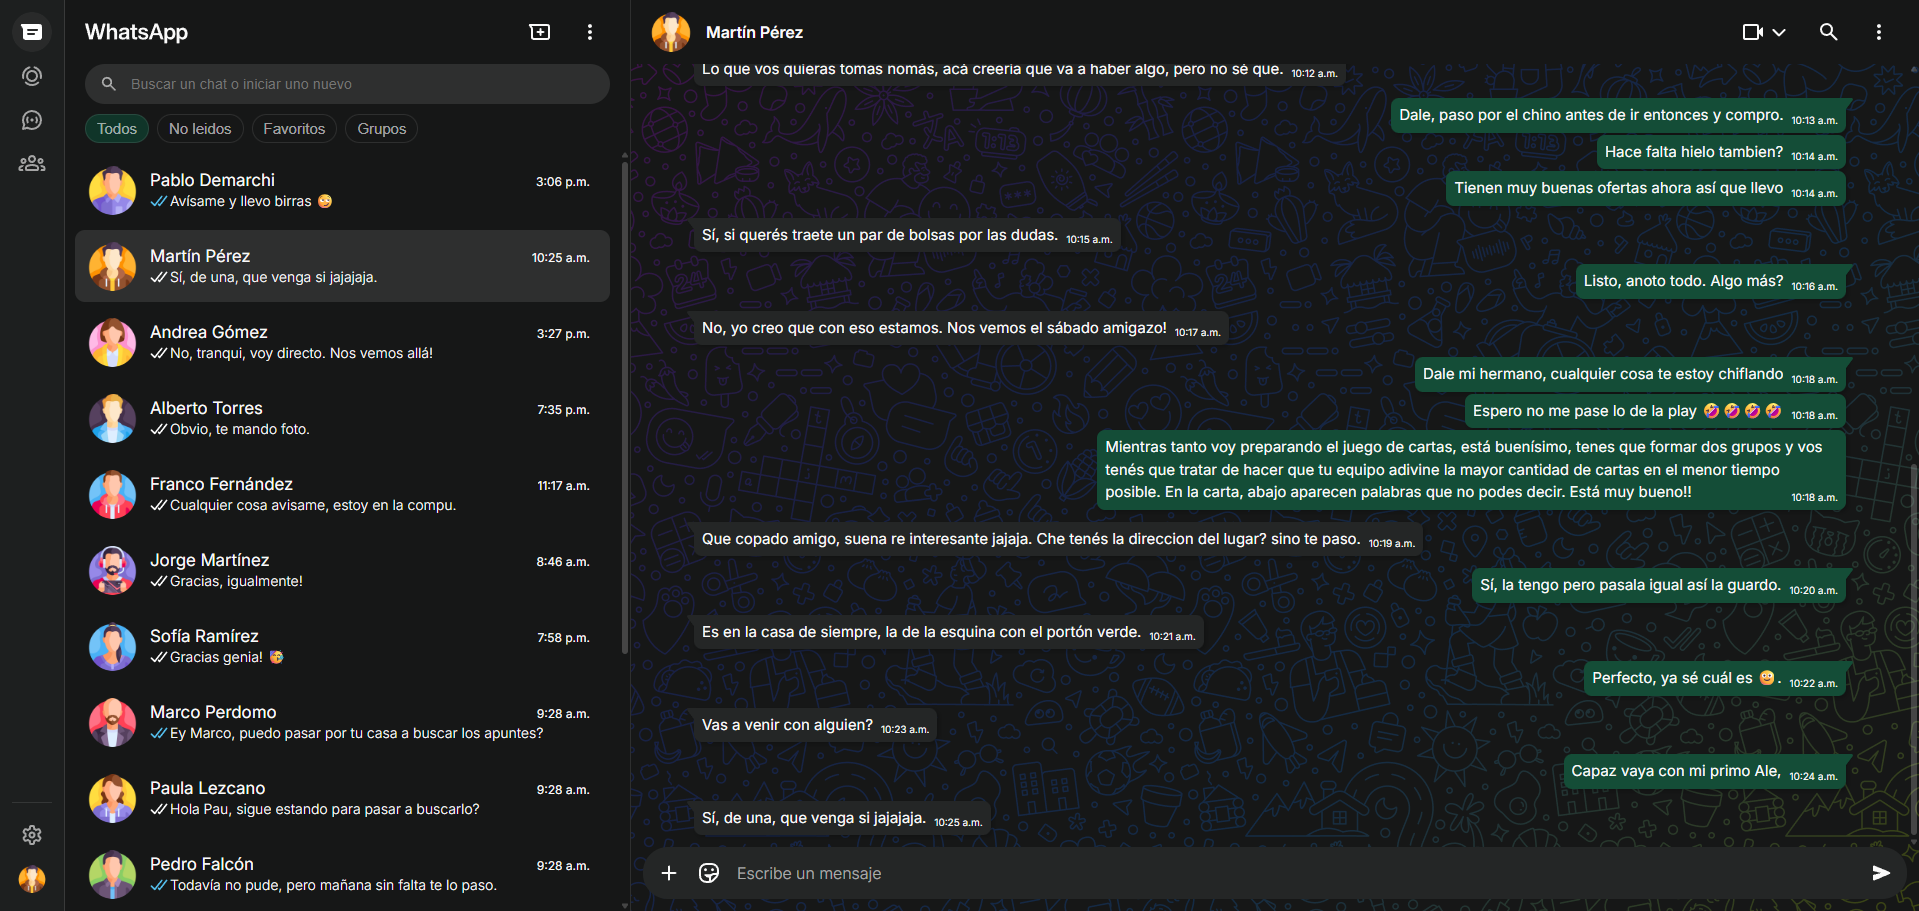 WhatsApp
Buscar un chat o iniciar uno nuevo
Todos No leidos Favoritos Grupos
Pablo Demarchi 3:06 p.m.
Avísame y llevo birras
Martín Pérez 10:25 a.m.
Sí, de una, que venga si jajajaja.
Andrea Gómez 3:27 p.m.
No, tranqui, voy directo. Nos vemos allá!
Alberto Torres 7:35 p.m.
Obvio, te mando foto.
Franco Fernández 11:17 a.m.
Cualquier cosa avisame, estoy en la compu.
Jorge Martínez 8:46 a.m.
Gracias, igualmente!
Sofía Ramírez 7:58 p.m.
Gracias genia! 🥳
Marco Perdomo 9:28 a.m.
Ey Marco, puedo pasar por tu casa a buscar los apuntes?
Paula Lezcano 9:28 a.m.
Hola Pau, sigue estando para pasar a buscarlo?
Pedro Falcón 9:28 a.m.
Todavía no pude, pero mañana sin falta te lo paso.
Martín Pérez
Lo que vos quieras tomas nomás, acá creería que va a haber algo, pero no sé que. 10:12 a.m.
Dale, paso por el chino antes de ir entonces y compro. 10:13 a.m.
Hace falta hielo tambien? 10:14 a.m.
Tienen muy buenas ofertas ahora así que llevo 10:14 a.m.
Sí, si querés traete un par de bolsas por las dudas. 10:15 a.m.
Listo, anoto todo. Algo más? 10:16 a.m.
No, yo creo que con eso estamos. Nos vemos el sábado amigazo! 10:17 a.m.
Dale mi hermano, cualquier cosa te estoy chiflando 10:18 a.m.
Espero no me pase lo de la play 🤣🤣🤣🤣 10:18 a.m.
Mientras tanto voy preparando el juego de cartas, está buenísimo, tenes que formar dos grupos y vos
tenés que tratar de hacer que tu equipo adivine la mayor cantidad de cartas en el menor tiempo
posible. En la carta, abajo aparecen palabras que no podes decir. Está muy bueno!! 10:18 a.m.
Que copado amigo, suena re interesante jajaja. Che tenés la direccion del lugar? sino te paso. 10:19 a.m.
Sí, la tengo pero pasala igual así la guardo. 10:20 a.m.
Es en la casa de siempre, la de la esquina con el portón verde. 10:21 a.m.
Perfecto, ya sé cuál es 😉. 10:22 a.m.
Vas a venir con alguien? 10:23 a.m.
Capaz vaya con mi primo Ale, 10:24 a.m.
Sí, de una, que venga si jajajaja. 10:25 a.m.
Escribe un mensaje